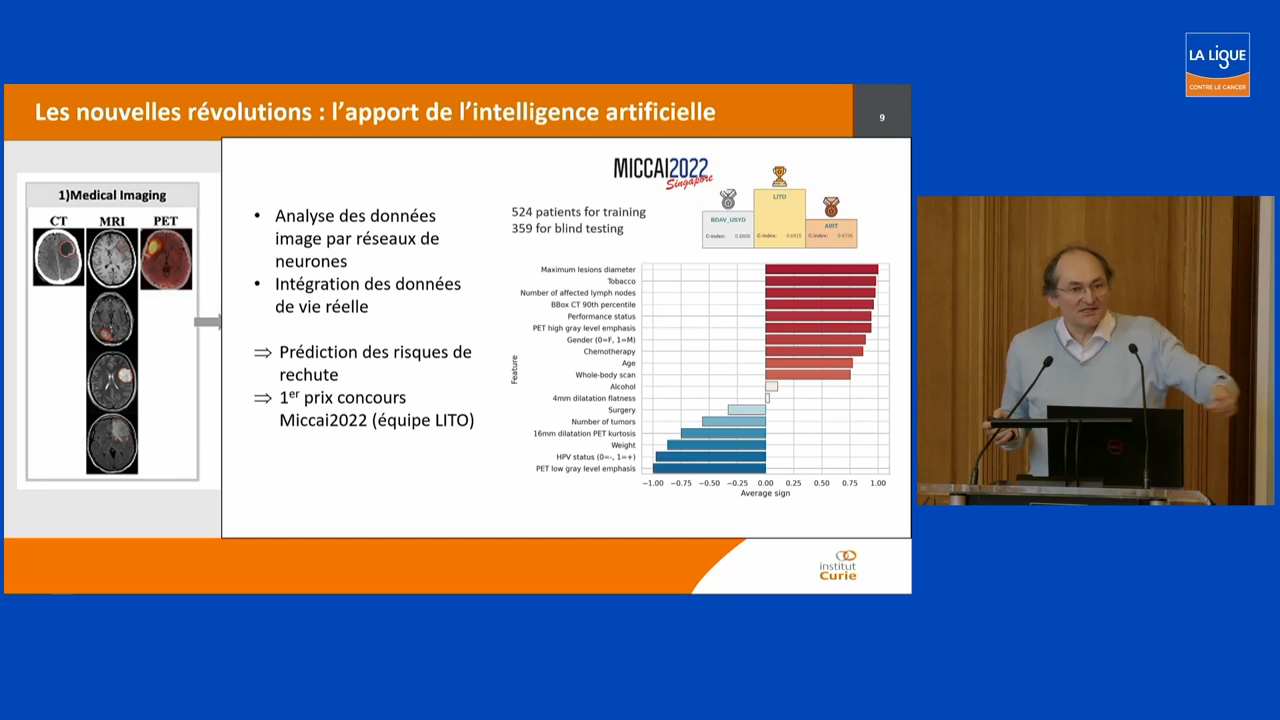 LA LIGUE
CONTRE LE CANCER
Les nouvelles révolutions : l’apport de l’intelligence artificielle
9
1)Medical Imaging
CT MRI PET
• Analyse des données
image par réseaux de
neurones
• Intégration des données
de vie réelle
⇒ Prédiction des risques de
rechute
⇒ 1er prix concours
Miccai2022 (équipe LITO)
MICCAI2022
Singapore
524 patients for training
359 for blind testing
LITO
BDAV_USYD
AIRT
C-index:
C-index:
C-index:
Feature
Maximum lesions diameter
Tobacco
Number of affected lymph nodes
BBox CT 90th percentile
Performance status
PET high gray level emphasis
Gender (0=F, 1=M)
Chemotherapy
Age
Whole-body scan
Alcohol
4mm dilatation flatness
Surgery
Number of tumors
16mm dilatation PET kurtosis
Weight
HPV status (0=-, 1=+)
PET low gray level emphasis
−1.00 −0.75 −0.50 −0.25 0.00 0.25 0.50 0.75 1.00
Average sign
institut
Curie
DELL